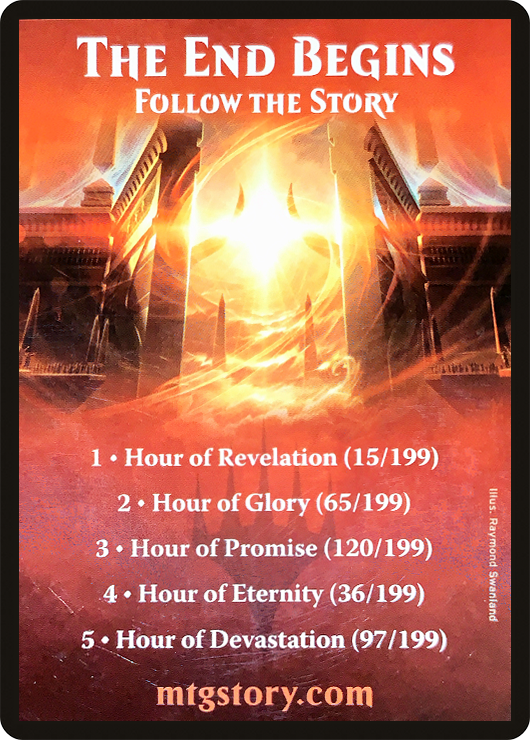 The End Begins
Follow the Story
1 • Hour of Revelation (15/199)
2 • Hour of Glory (65/199)
3 • Hour of Promise (120/199)
4 • Hour of Eternity (36/199)
5 • Hour of Devastation (97/199)
Illus. Raymond Swanland
mtgstory.com